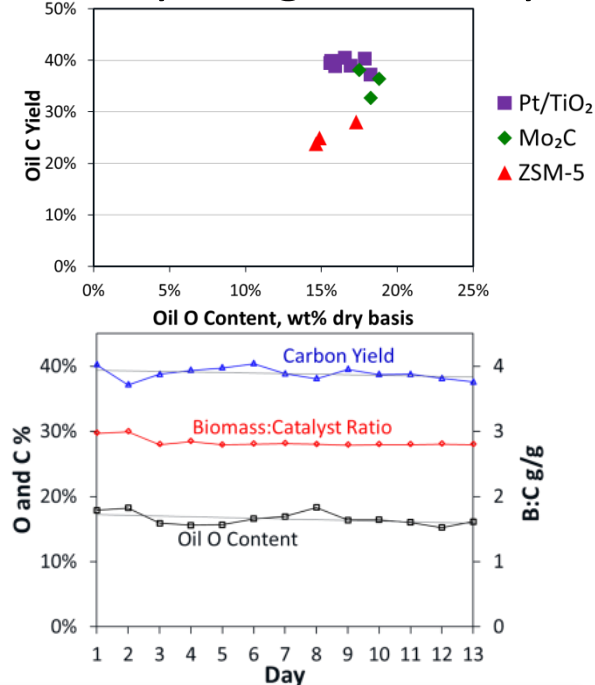 50%
40%
30%
20%
10%
0%
Oil C Yield
0% 5% 10% 15% 20% 25%
Oil O Content, wt% dry basis
Pt/TiO₂
Mo₂C
ZSM-5
40%
30%
20%
10%
0%
O and C %
Carbon Yield
Biomass:Catalyst Ratio
Oil O Content
4
3
2
1
0
B:C g/g
1 2 3 4 5 6 7 8 9 10 11 12 13
Day